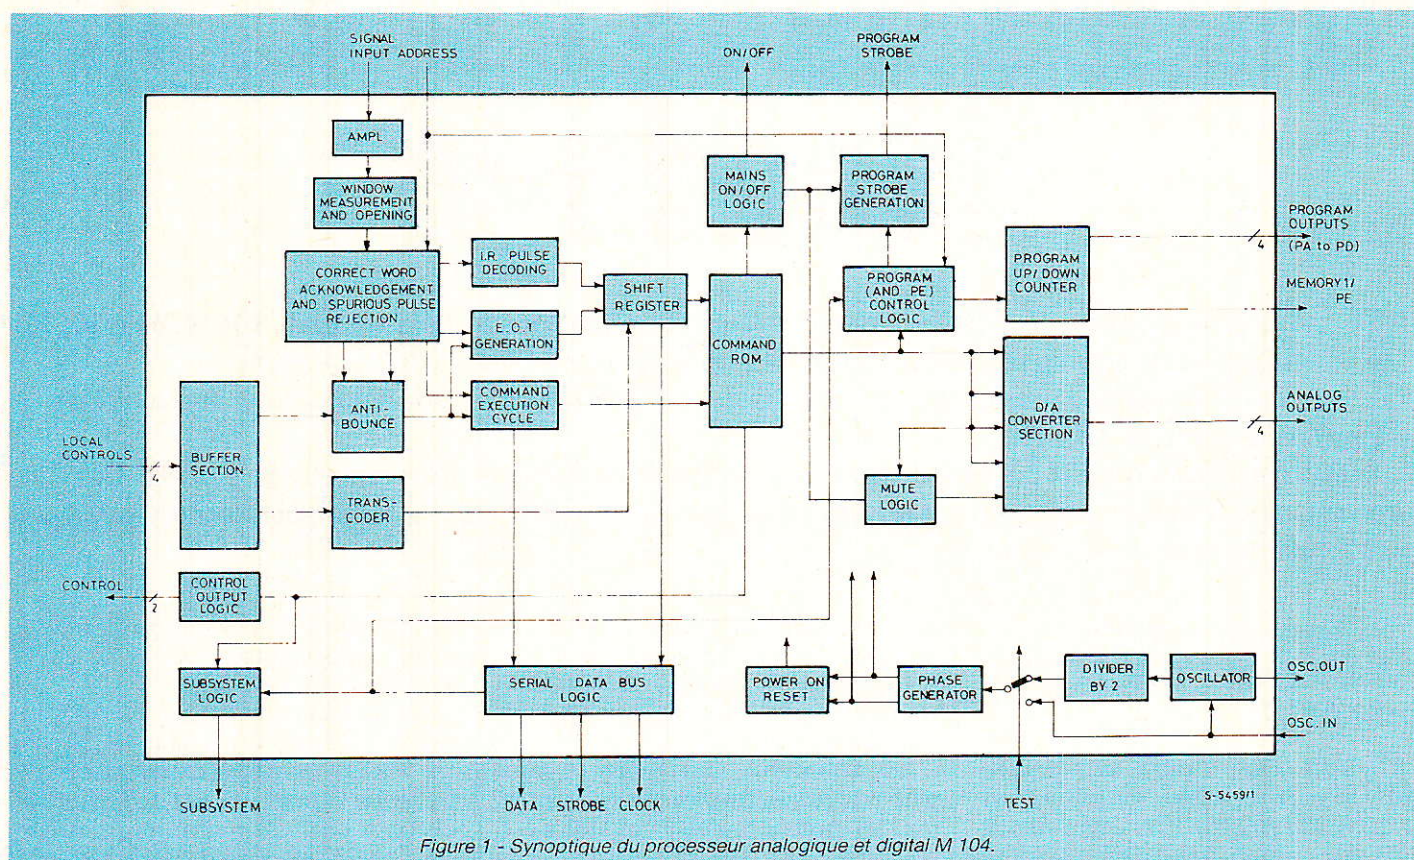 SIGNAL
INPUT ADDRESS
ON/OFF
PROGRAM
STROBE
AMPL
WINDOW
MEASUREMENT
AND OPENING
CORRECT WORD
ACKNOWLEDGEMENT
AND SPURIOUS PULSE
REJECTION
I.R. PULSE
DECODING
E.O.T
GENERATION
SHIFT
REGISTER
MAINS
ON/OFF
LOGIC
PROGRAM
STROBE
GENERATION
PROGRAM
(AND PE)
CONTROL
LOGIC
PROGRAM
UP/DOWN
COUNTER
4
PROGRAM
OUTPUTS
(PA to PD)
MEMORY 1/
PE
LOCAL
CONTROLS
4
BUFFER
SECTION
ANTI-
BOUNCE
COMMAND
EXECUTION
CYCLE
COMMAND
ROM
D/A
CONVERTER
SECTION
4
ANALOG
OUTPUTS
TRANS-
CODER
MUTE
LOGIC
CONTROL
2
CONTROL
OUTPUT
LOGIC
SUBSYSTEM
LOGIC
SERIAL DATA BUS
LOGIC
POWER ON
RESET
PHASE
GENERATOR
DIVIDER
BY 2
OSCILLATOR
OSC.OUT
OSC. IN
SUBSYSTEM
DATA
STROBE
CLOCK
TEST
S-5459/1
Figure 1 - Synoptique du processeur analogique et digital M 104.